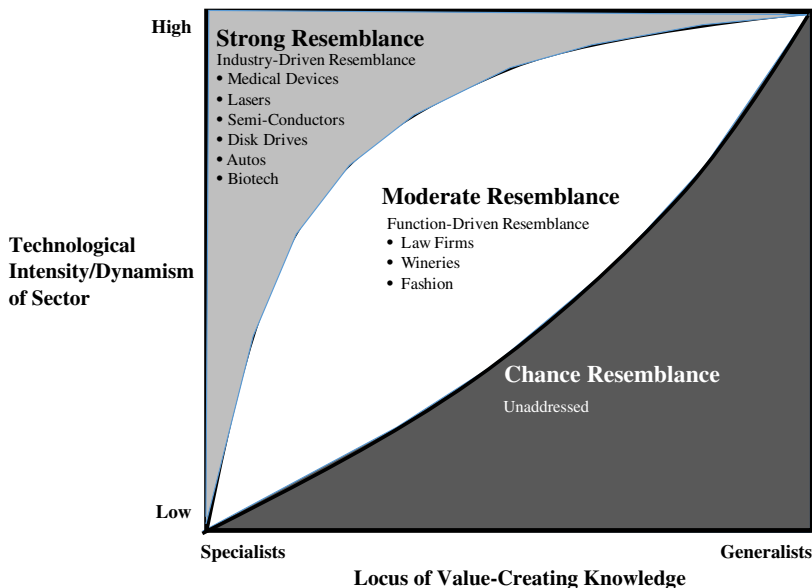 High
Strong Resemblance
Industry-Driven Resemblance
• Medical Devices
• Lasers
• Semi-Conductors
• Disk Drives
• Autos
• Biotech
Moderate Resemblance
Function-Driven Resemblance
• Law Firms
• Wineries
• Fashion
Technological
Intensity/Dynamism
of Sector
Chance Resemblance
Unaddressed
Low
Specialists
Generalists
Locus of Value-Creating Knowledge